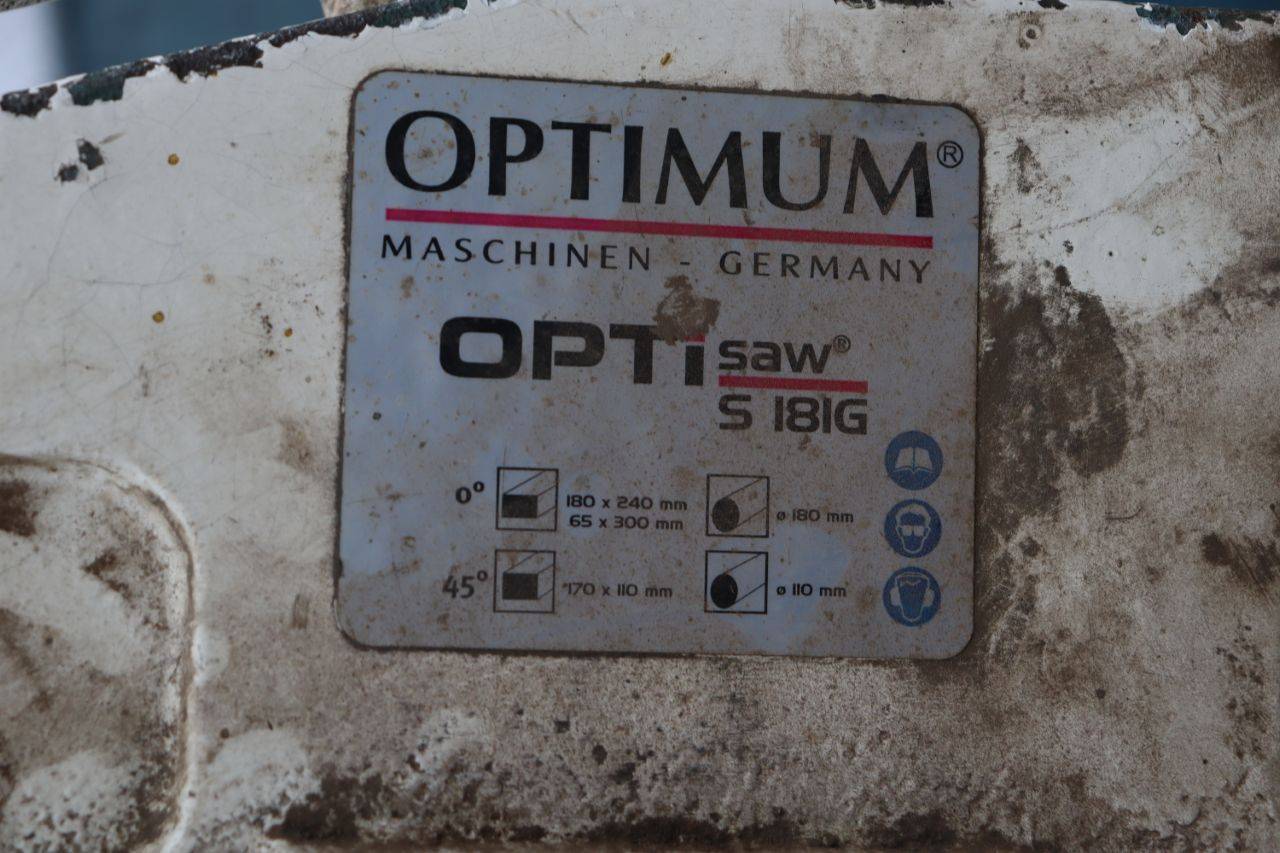 OPTIMUM®
MASCHINEN - GERMANY
OPTi saw®
S 181G
0° 180 x 240 mm ø 180 mm
65 x 300 mm
45° 170 x 110 mm ø 110 mm